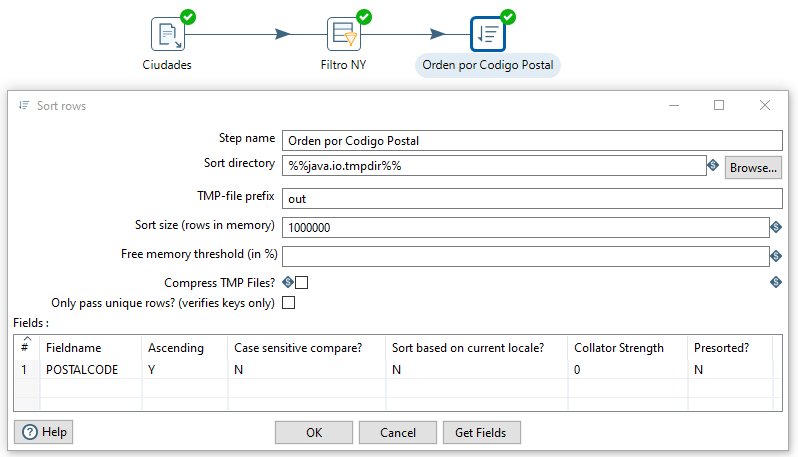 Ciudades
Filtro NY
Orden por Codigo Postal
Sort rows
Step name Orden por Codigo Postal
Sort directory %%java.io.tmpdir%% Browse...
TMP-file prefix out
Sort size (rows in memory) 1000000
Free memory threshold (in %)
Compress TMP Files?
Only pass unique rows? (verifies keys only)
Fields :
# Fieldname Ascending Case sensitive compare? Sort based on current locale? Collator Strength Presorted?
1 POSTALCODE Y N N 0 N
Help OK Cancel Get Fields